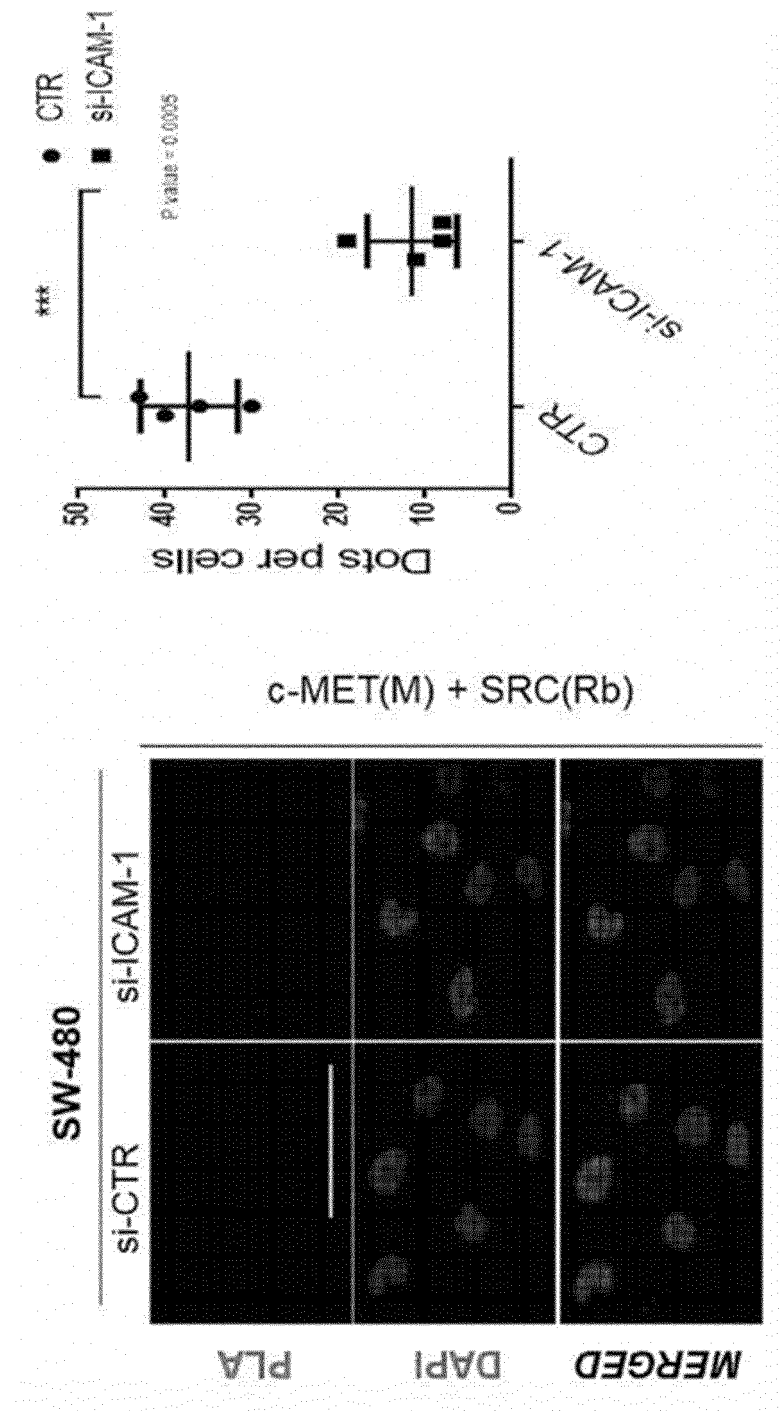 SW-480
si-CTR
si-ICAM-1
PLA
DAPI
MERGED
c-MET(M) + SRC(Rb)
Dots per cells
50
40
30
20
10
0
***
CTR
si-ICAM-1
P value = 0.0005
CTR
si-ICAM-1